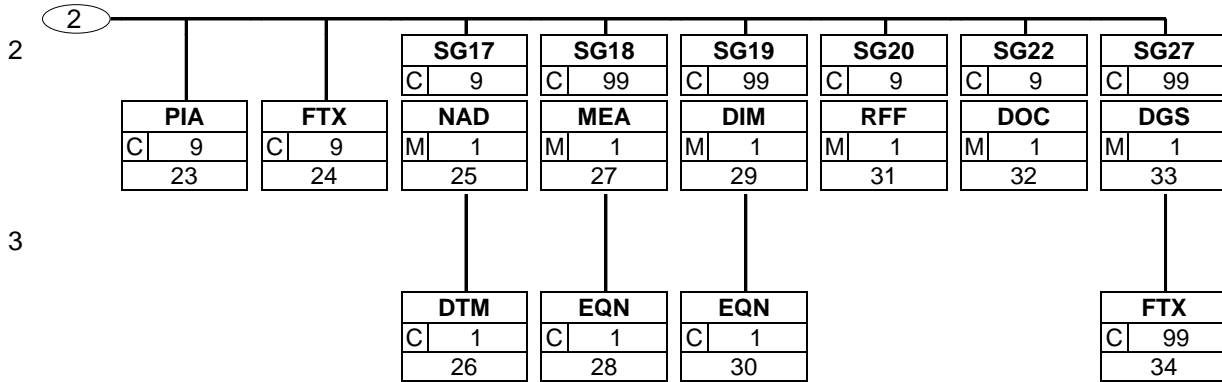 2
2
SG17 SG18 SG19 SG20 SG22 SG27
C 9 C 99 C 99 C 9 C 9 C 99
PIA FTX NAD MEA DIM RFF DOC DGS
C 9 C 9 M 1 M 1 M 1 M 1 M 1 M 1
23 24 25 27 29 31 32 33
3
DTM EQN EQN FTX
C 1 C 1 C 1 C 99
26 28 30 34